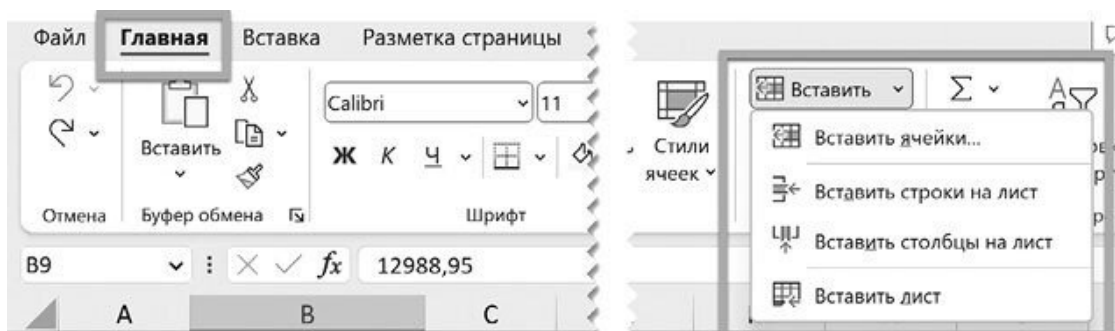 Файл Главная Вставка Разметка страницы
Вставить
Calibri 11
Ж К Ч
Отмена Буфер обмена Шрифт
B9 fx 12988,95
A B C
Стили
ячеек
Вставить Σ
Вставить ячейки...
Вставить строки на лист
Вставить столбцы на лист
Вставить лист